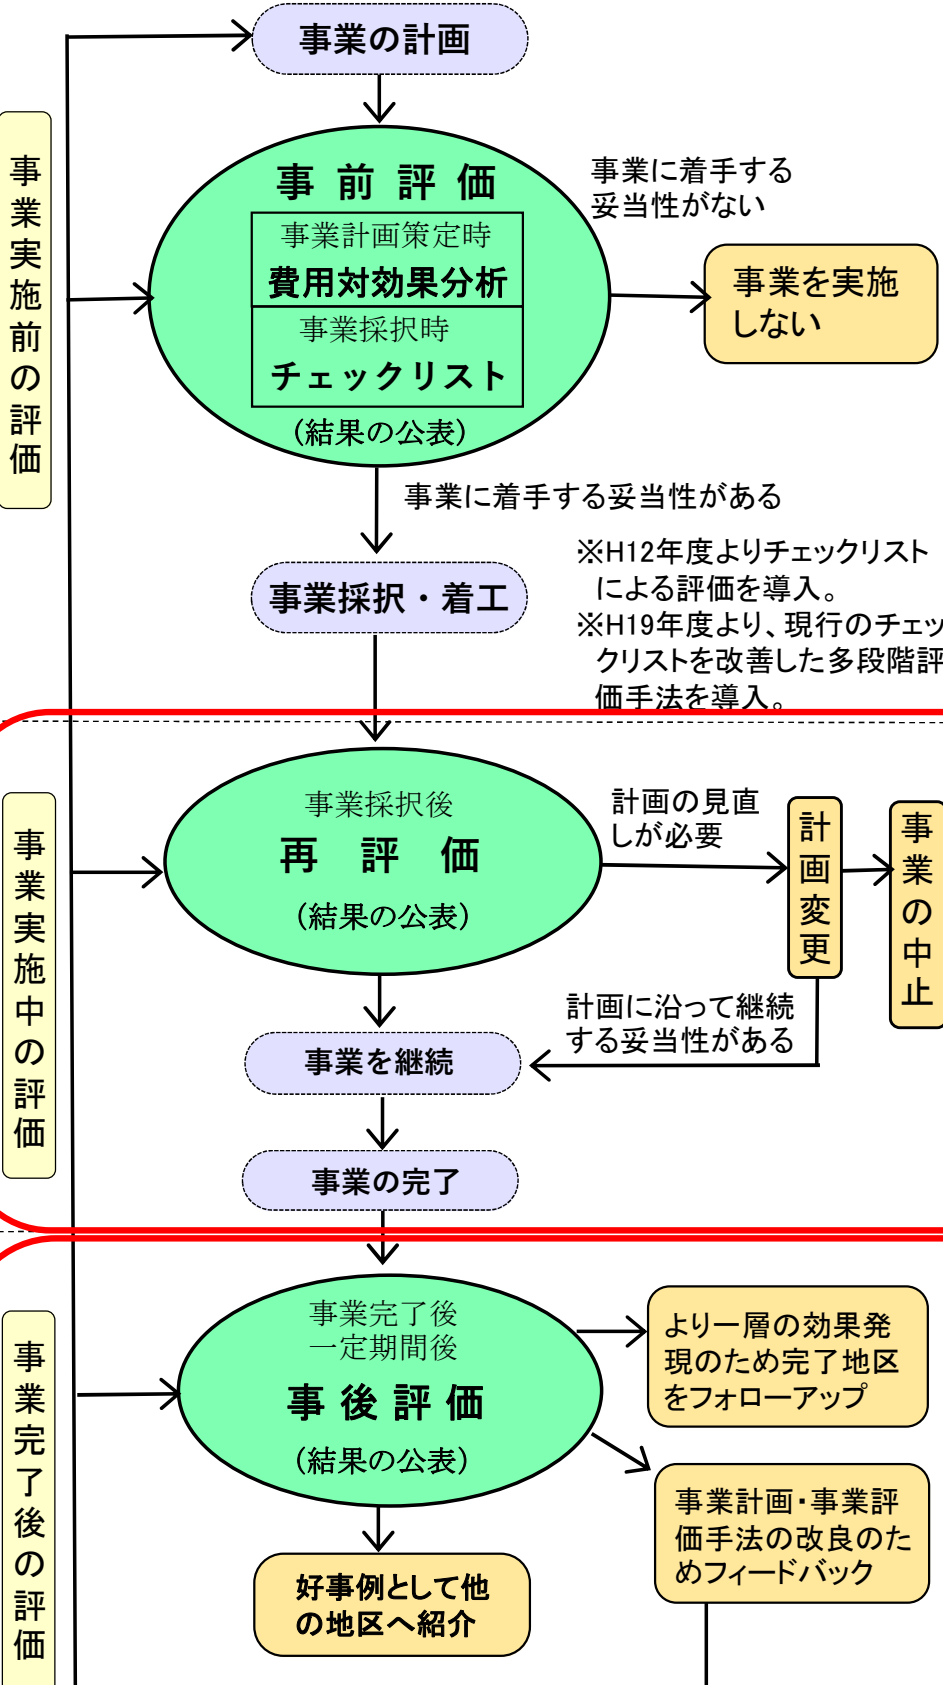 事業の計画
事業実施前の評価
事前評価
事業計画策定時
費用対効果分析
事業採択時
チェックリスト
(結果の公表)
事業に着手する
妥当性がない
事業を実施
しない
事業に着手する妥当性がある
事業採択・着工
※H12年度よりチェックリスト
による評価を導入。
※H19年度より、現行のチェッ
クリストを改善した多段階評
価手法を導入。
事業実施中の評価
事業採択後
再評価
(結果の公表)
計画の見直
しが必要
計画変更
事業の中止
計画に沿って継続
する妥当性がある
事業を継続
事業の完了
事業完了後の評価
事業完了後
一定期間後
事後評価
(結果の公表)
より一層の効果発
現のため完了地区
をフォローアップ
事業計画・事業評
価手法の改良のた
めフィードバック
好事例として他
の地区へ紹介